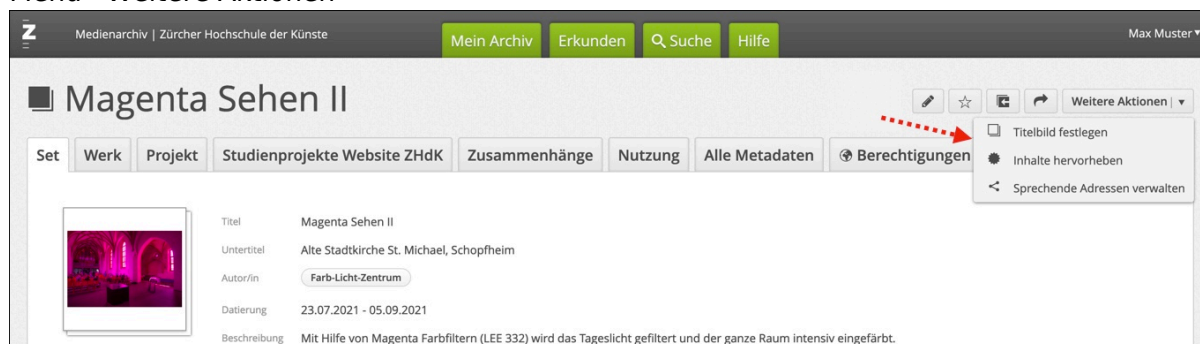 Z
Medienarchiv | Zürcher Hochschule der Künste
Mein Archiv
Erkunden
Suche
Hilfe
Max Muster
Magenta Sehen II
Weitere Aktionen
Titelbild festlegen
Inhalte hervorheben
Sprechende Adressen verwalten
Set
Werk
Projekt
Studienprojekte Website ZHdK
Zusammenhänge
Nutzung
Alle Metadaten
Berechtigungen
Titel Magenta Sehen II
Untertitel Alte Stadtkirche St. Michael, Schopfheim
Autor/in Farb-Licht-Zentrum
Datierung 23.07.2021 - 05.09.2021
Beschreibung Mit Hilfe von Magenta Farbfiltern (LEE 332) wird das Tageslicht gefiltert und der ganze Raum intensiv eingefärbt.